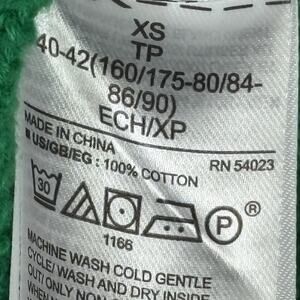 XS
TP
40-42(160/175-80/84-
86/90)
ECH/XP
MADE IN CHINA
■ US/GB/EG : 100% COTTON
RN 54023
30
P
®
1166
MACHINE WASH COLD GENTLE
CYCLE/ WASH AND DRY INSIDE
OUT/ ONLY NON-